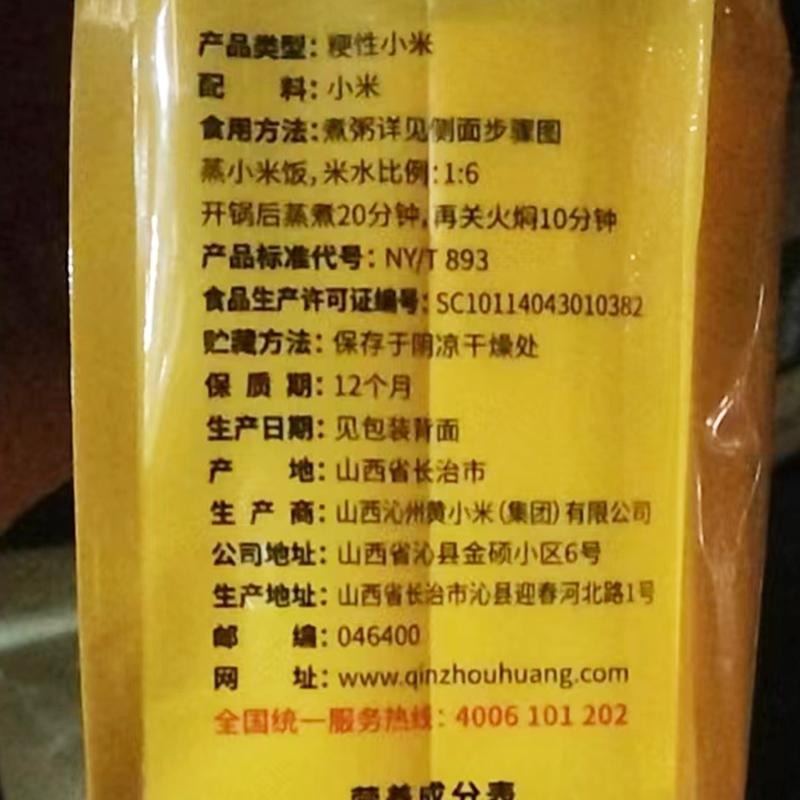 产品类型：粳性小米
配 料：小米
食用方法：煮粥详见侧面步骤图
蒸小米饭，米水比例：1:6
开锅后蒸煮20分钟，再关火焖10分钟
产品标准代号：NY/T 893
食品生产许可证编号：SC10114043010382
贮藏方法：保存于阴凉干燥处
保 质 期：12个月
生产日期：见包装背面
产 地：山西省长治市
生 产 商：山西沁州黄小米（集团）有限公司
公司地址：山西省沁县金硕小区6号
生产地址：山西省长治市沁县迎春河北路1号
邮 编：046400
网 址：www.qinzhouhuang.com
全国统一服务热线：4006 101 202
营养成分表